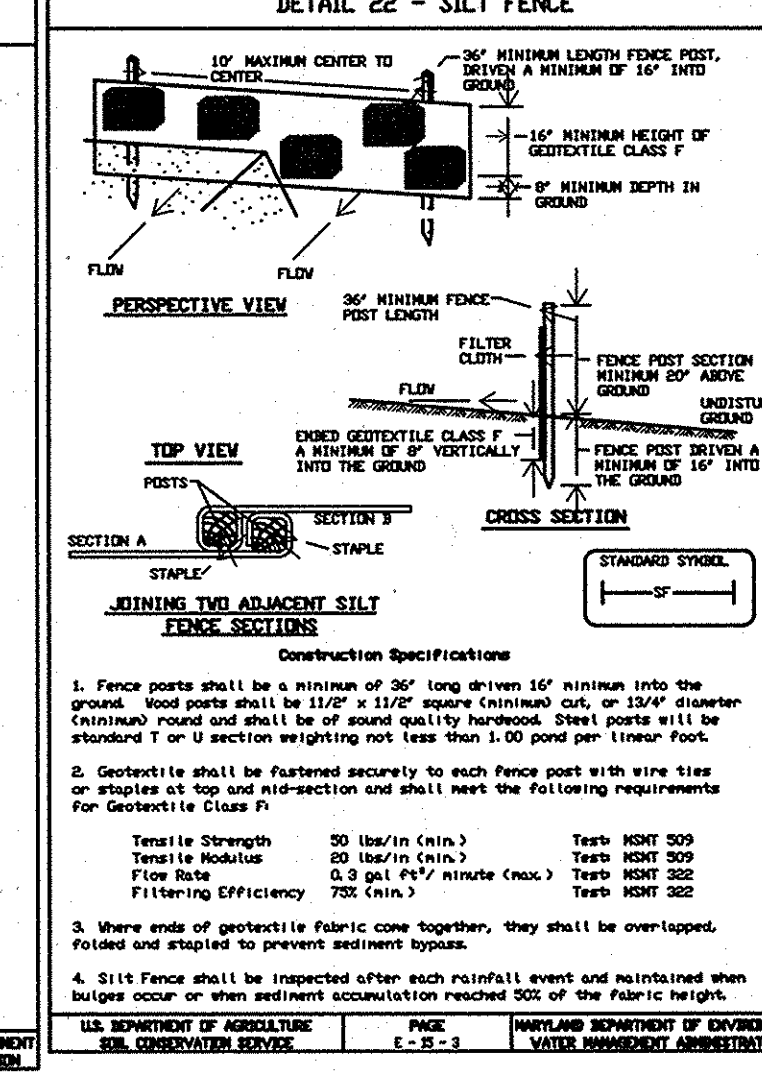 DETAIL 22 - SILT FENCE
10' MAXIMUM CENTER TO
CENTER
36" MINIMUM LENGTH FENCE POST,
DRIVEN A MINIMUM OF 16" INTO
GROUND
16" MINIMUM HEIGHT OF
GEOTEXTILE CLASS F
8" MINIMUM DEPTH IN
GROUND
FLOW
FLOW
PERSPECTIVE VIEW
36" MINIMUM FENCE
POST LENGTH
FILTER
CLOTH
FENCE POST SECTION
MINIMUM 20" ABOVE
GROUND
FLOW
UNDISTU
GROUND
EMBED GEOTEXTILE CLASS F
A MINIMUM OF 8" VERTICALLY
INTO THE GROUND
FENCE POST DRIVEN A
MINIMUM OF 16" INTO
THE GROUND
CROSS SECTION
TOP VIEW
POSTS
SECTION B
SECTION A
STAPLE
STAPLE
JOINING TWO ADJACENT SILT
FENCE SECTIONS
STANDARD SYMBOL
SF
Construction Specifications
1. Fence posts shall be a minimum of 36" long driven 16" minimum into the
ground. Wood posts shall be 11/2" x 11/2" square (minimum) cut, or 13/4" diameter
(minimum) round and shall be of sound quality hardwood. Steel posts will be
standard T or U section weighting not less than 1.00 pond per linear foot.
2. Geotextile shall be fastened securely to each fence post with wire ties
or staples at top and mid-section and shall meet the following requirements
for Geotextile Class F:
Tensile Strength 50 lbs/in (min.) Test: MSMT 509
Tensile Modulus 20 lbs/in (min.) Test: MSMT 509
Flow Rate 0.3 gal ft²/ minute (max.) Test: MSMT 322
Filtering Efficiency 75% (min.) Test: MSMT 322
3. Where ends of geotextile fabric come together, they shall be overlapped,
folded and stapled to prevent sediment bypass.
4. Silt Fence shall be inspected after each rainfall event and maintained when
bulges occur or when sediment accumulation reached 50% of the fabric height.
U.S. DEPARTMENT OF AGRICULTURE
SOIL CONSERVATION SERVICE
PAGE
E - 15 - 3
MARYLAND DEPARTMENT OF ENVIRON
WATER MANAGEMENT ADMINISTRAT
MENT
ION